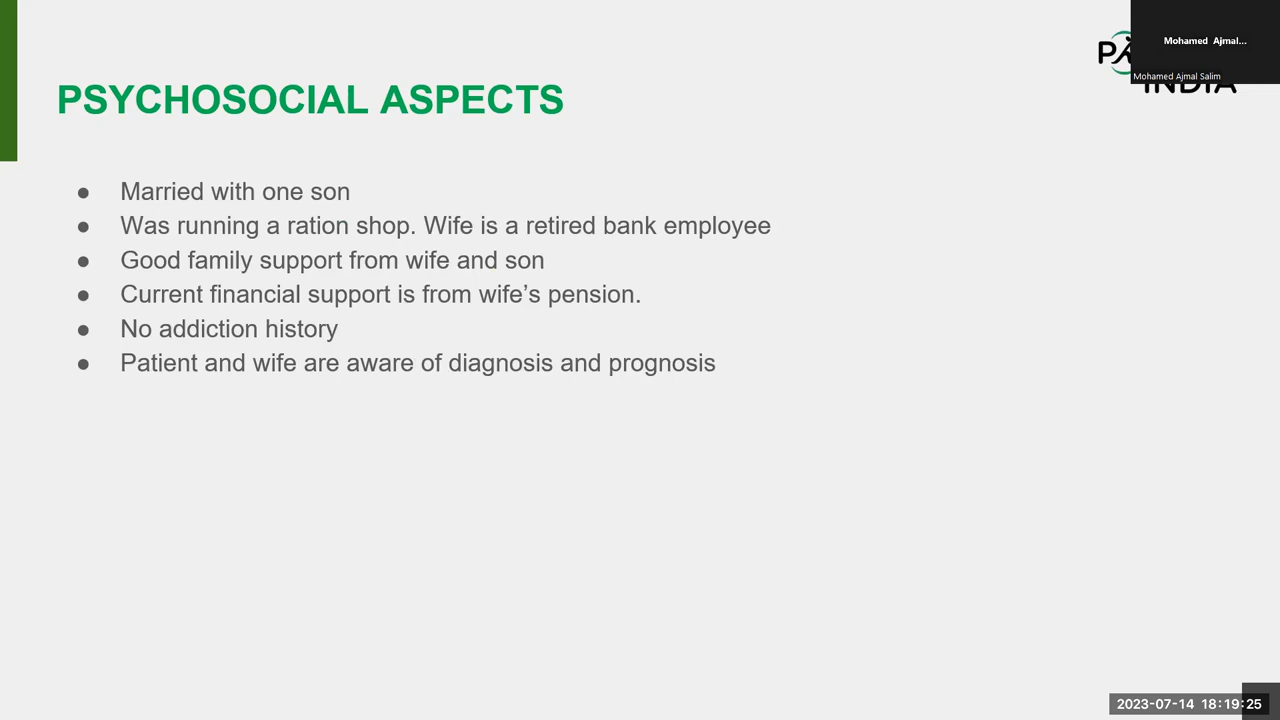 Mohamed Ajmal...
Mohamed Ajmal Salim
INDIA
PSYCHOSOCIAL ASPECTS
● Married with one son
● Was running a ration shop. Wife is a retired bank employee
● Good family support from wife and son
● Current financial support is from wife’s pension.
● No addiction history
● Patient and wife are aware of diagnosis and prognosis
2023-07-14 18:19:25